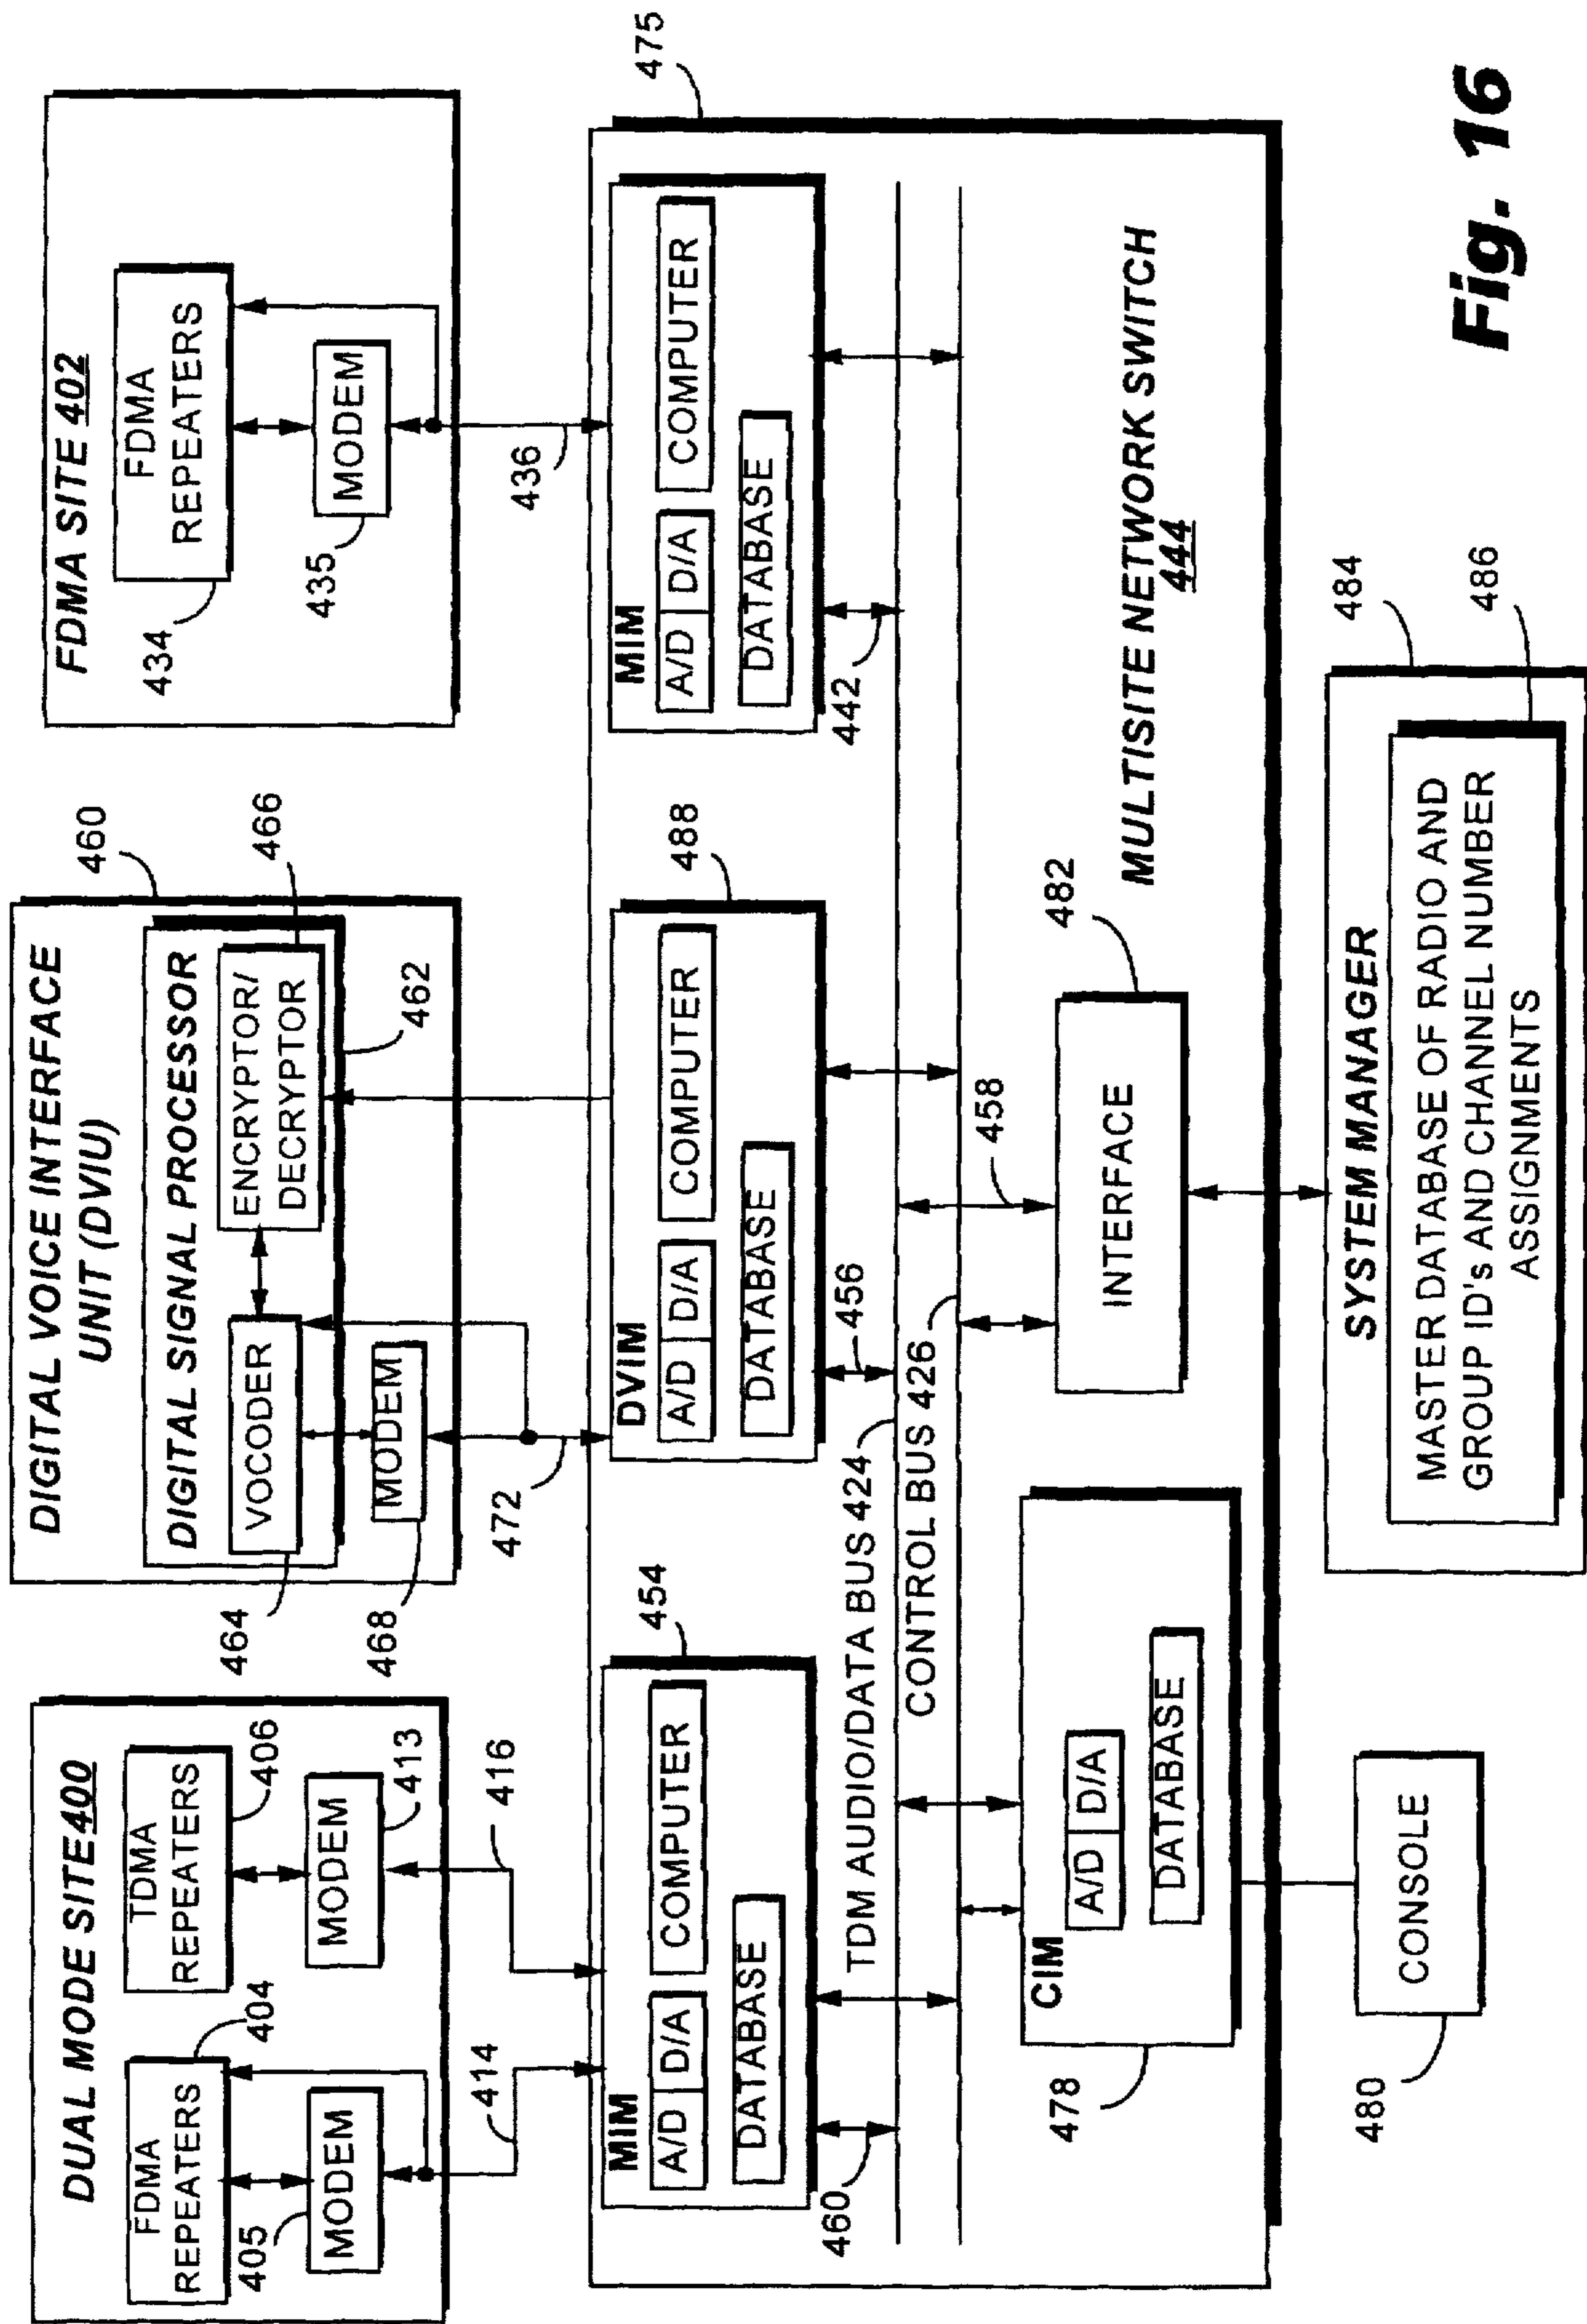 DUAL MODE SITE 400
FDMA
REPEATERS
404
TDMA
REPEATERS
406
405
MODEM
MODEM
413
414
416
DIGITAL VOICE INTERFACE
UNIT (DVIU)
460
DIGITAL SIGNAL PROCESSOR
464
VOCODER
ENCRYPTOR/
DECRYPTOR
466
462
468
MODEM
472
FDMA SITE 402
434
FDMA
REPEATERS
435
MODEM
436
475
MIM
A/D D/A
COMPUTER
DATABASE
454
460
DVIM
A/D D/A
COMPUTER
DATABASE
488
456
MIM
A/D D/A
COMPUTER
DATABASE
442
TDM AUDIO/DATA BUS 424
CONTROL BUS 426
458
CIM
A/D D/A
DATABASE
478
INTERFACE
482
MULTISITE NETWORK SWITCH
444
480
CONSOLE
SYSTEM MANAGER
484
MASTER DATABASE OF RADIO AND
GROUP ID's AND CHANNEL NUMBER
ASSIGNMENTS
486
Fig. 16